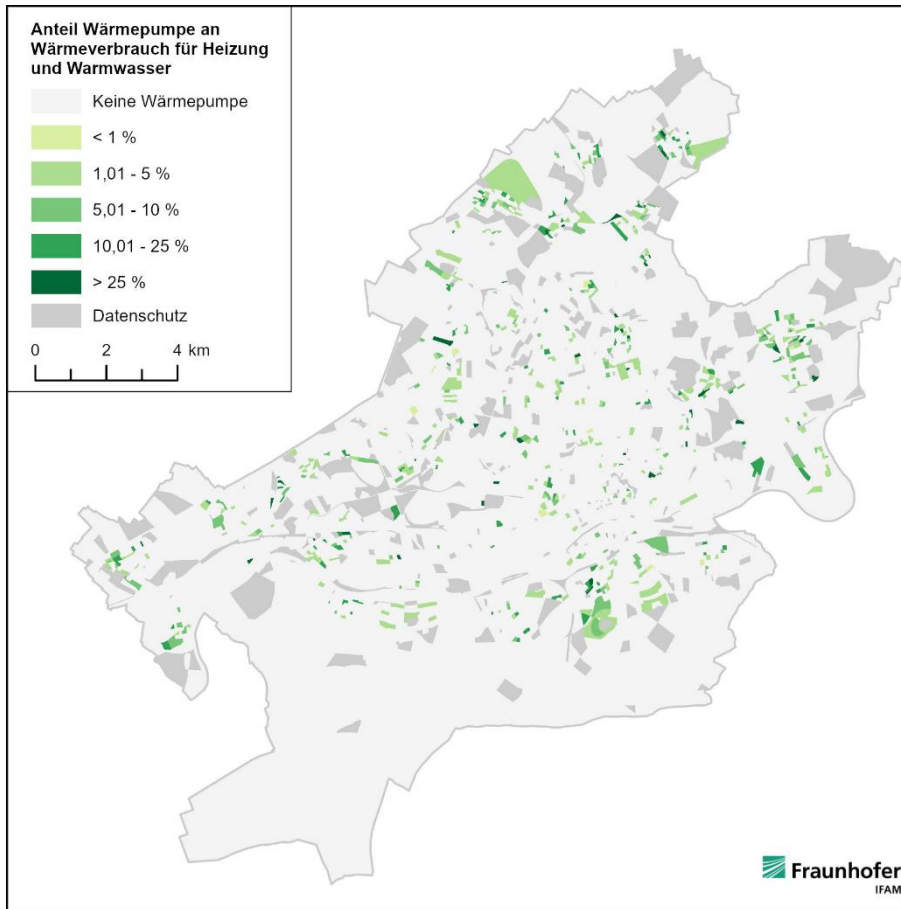 Anteil Wärmepumpe an
Wärmeverbrauch für Heizung
und Warmwasser
Keine Wärmepumpe
< 1 %
1,01 - 5 %
5,01 - 10 %
10,01 - 25 %
> 25 %
Datenschutz
0 2 4 km
Fraunhofer
IFAM